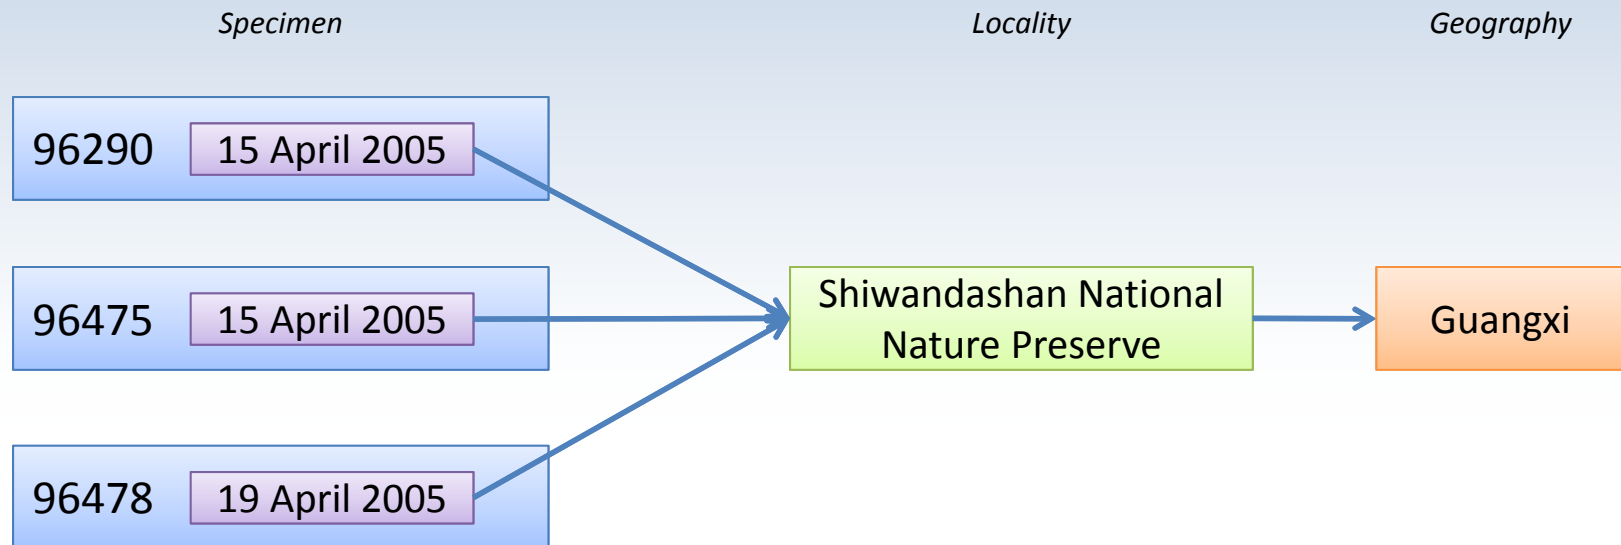 Specimen
Locality
Geography
96290
15 April 2005
96475
15 April 2005
Shiwandashan National
Nature Preserve
Guangxi
96478
19 April 2005